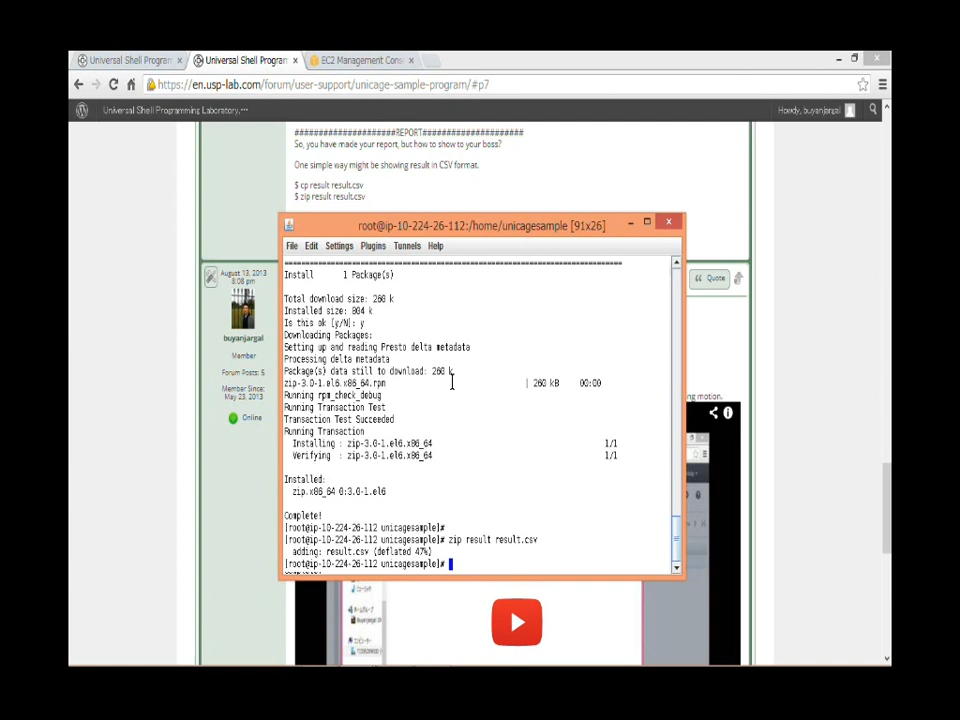 Universal Shell Program
Universal Shell Program
EC2 Management Cons
https://en.usp-lab.com/forum/user-support/unicage-sample-program/#p7
Universal Shell Programming Laboratory,…
Howdy, buyanjargal
#####################REPORT#####################
So, you have made your report, but how to show to your boss?
One simple way might be showing result in CSV format.
$ cp result result.csv
$ zip result result.csv
root@ip-10-224-26-112:/home/unicagesample [91x26]
File Edit Settings Plugins Tunnels Help
Install 1 Package(s)
Total download size: 260 k
Installed size: 804 k
Is this ok [y/N]: y
Downloading Packages:
Setting up and reading Presto delta metadata
Processing delta metadata
Package(s) data still to download: 260 k
zip-3.0-1.el6.x86_64.rpm | 260 kB 00:00
Running rpm_check_debug
Running Transaction Test
Transaction Test Succeeded
Running Transaction
Installing : zip-3.0-1.el6.x86_64 1/1
Verifying : zip-3.0-1.el6.x86_64 1/1
Installed:
zip.x86_64 0:3.0-1.el6
Complete!
[root@ip-10-224-26-112 unicagesample]#
[root@ip-10-224-26-112 unicagesample]# zip result result.csv
adding: result.csv (deflated 47%)
[root@ip-10-224-26-112 unicagesample]#
August 13, 2013
8:08 pm
buyanjargal
Member
Forum Posts: 5
Member Since:
May 23, 2013
Online
Quote
ng motion.